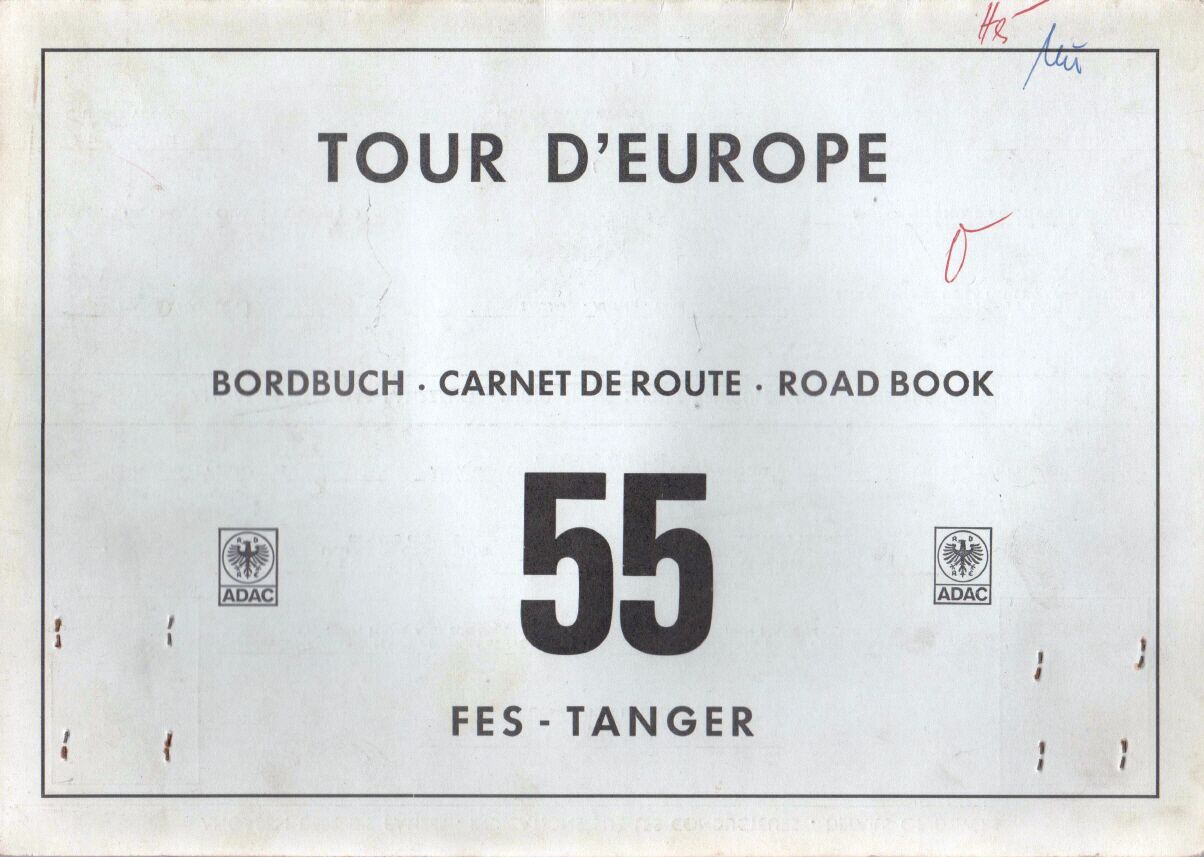 TOUR D'EUROPE
BORDBUCH · CARNET DE ROUTE · ROAD BOOK
55
ADAC
ADAC
FES - TANGER